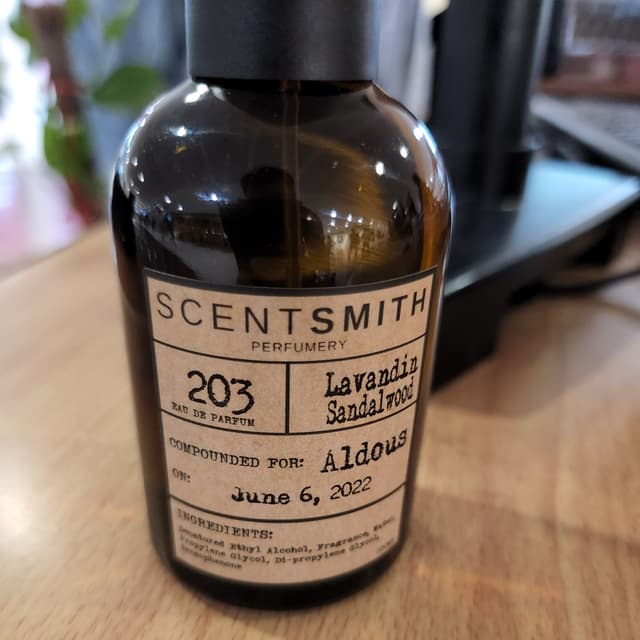 SCENTSMITH
PERFUMERY
203
EAU DE PARFUM
Lavandin
Sandalwood
COMPOUNDED FOR: Aldous
ON: June 6, 2022
INGREDIENTS:
Denatured Ethyl Alcohol, Fragrance, Water,
Propylene Glycol, Di-propylene Glycol,